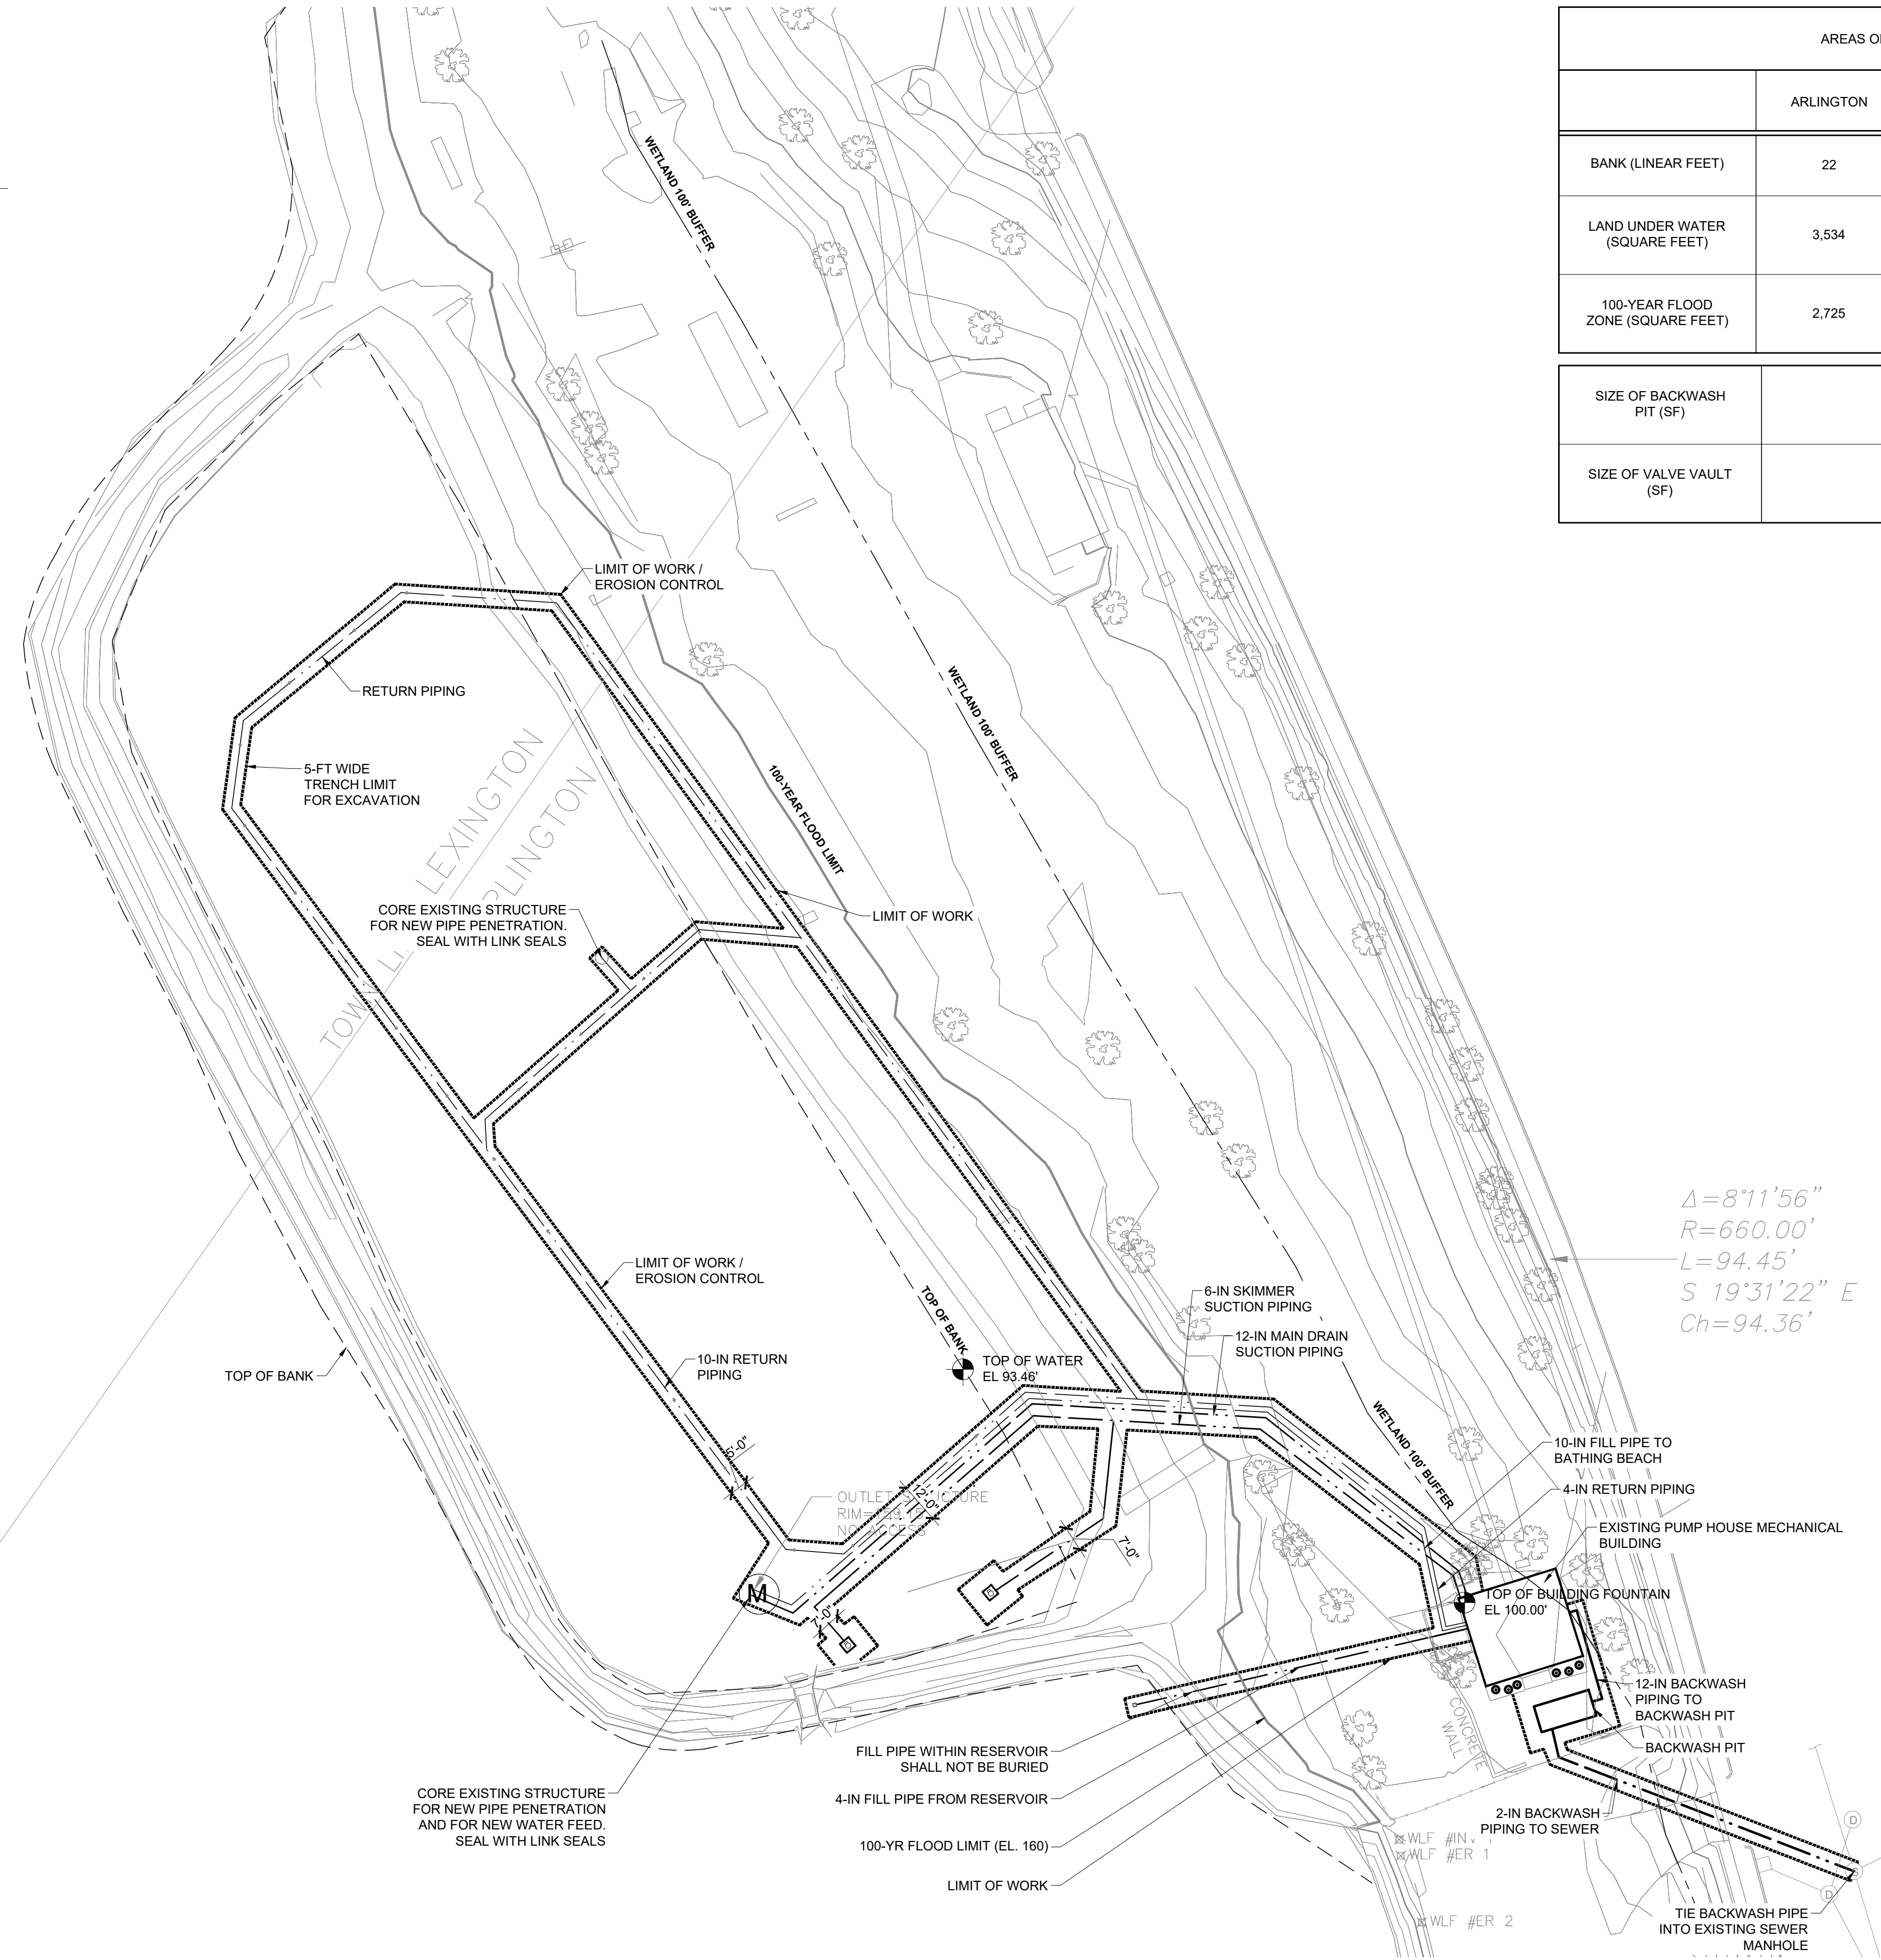 AREAS O
ARLINGTON
BANK (LINEAR FEET)
22
LAND UNDER WATER
(SQUARE FEET)
3,534
100-YEAR FLOOD
ZONE (SQUARE FEET)
2,725
SIZE OF BACKWASH
PIT (SF)
SIZE OF VALVE VAULT
(SF)
WETLAND 100' BUFFER
LIMIT OF WORK /
EROSION CONTROL
RETURN PIPING
WETLAND 100' BUFFER
5-FT WIDE
TRENCH LIMIT
FOR EXCAVATION
LEXINGTON
100-YEAR FLOOD LIMIT
CORE EXISTING STRUCTURE
FOR NEW PIPE PENETRATION.
SEAL WITH LINK SEALS
LIMIT OF WORK
Δ=8°11'56"
R=660.00'
L=94.45'
S 19°31'22" E
Ch=94.36'
LIMIT OF WORK /
EROSION CONTROL
TOP OF BANK
6-IN SKIMMER
SUCTION PIPING
12-IN MAIN DRAIN
SUCTION PIPING
10-IN RETURN
PIPING
TOP OF WATER
EL 93.46'
TOP OF BANK
WETLAND 100' BUFFER
10-IN FILL PIPE TO
BATHING BEACH
4-IN RETURN PIPING
5'-0"
12'-0"
OUTLET STRUCTURE
NO ACCESS
EXISTING PUMP HOUSE MECHANICAL
BUILDING
7'-0"
M
TOP OF BUILDING FOUNTAIN
EL 100.00'
7'-0"
12-IN BACKWASH
PIPING TO
BACKWASH PIT
CONCRETE
WALL
BACKWASH PIT
FILL PIPE WITHIN RESERVOIR
SHALL NOT BE BURIED
CORE EXISTING STRUCTURE
FOR NEW PIPE PENETRATION
AND FOR NEW WATER FEED.
SEAL WITH LINK SEALS
4-IN FILL PIPE FROM RESERVOIR
2-IN BACKWASH
PIPING TO SEWER
D
100-YR FLOOD LIMIT (EL. 160)
WLF #ER 1
LIMIT OF WORK
S
D
TIE BACKWASH PIPE
INTO EXISTING SEWER
MANHOLE
WLF #ER 2